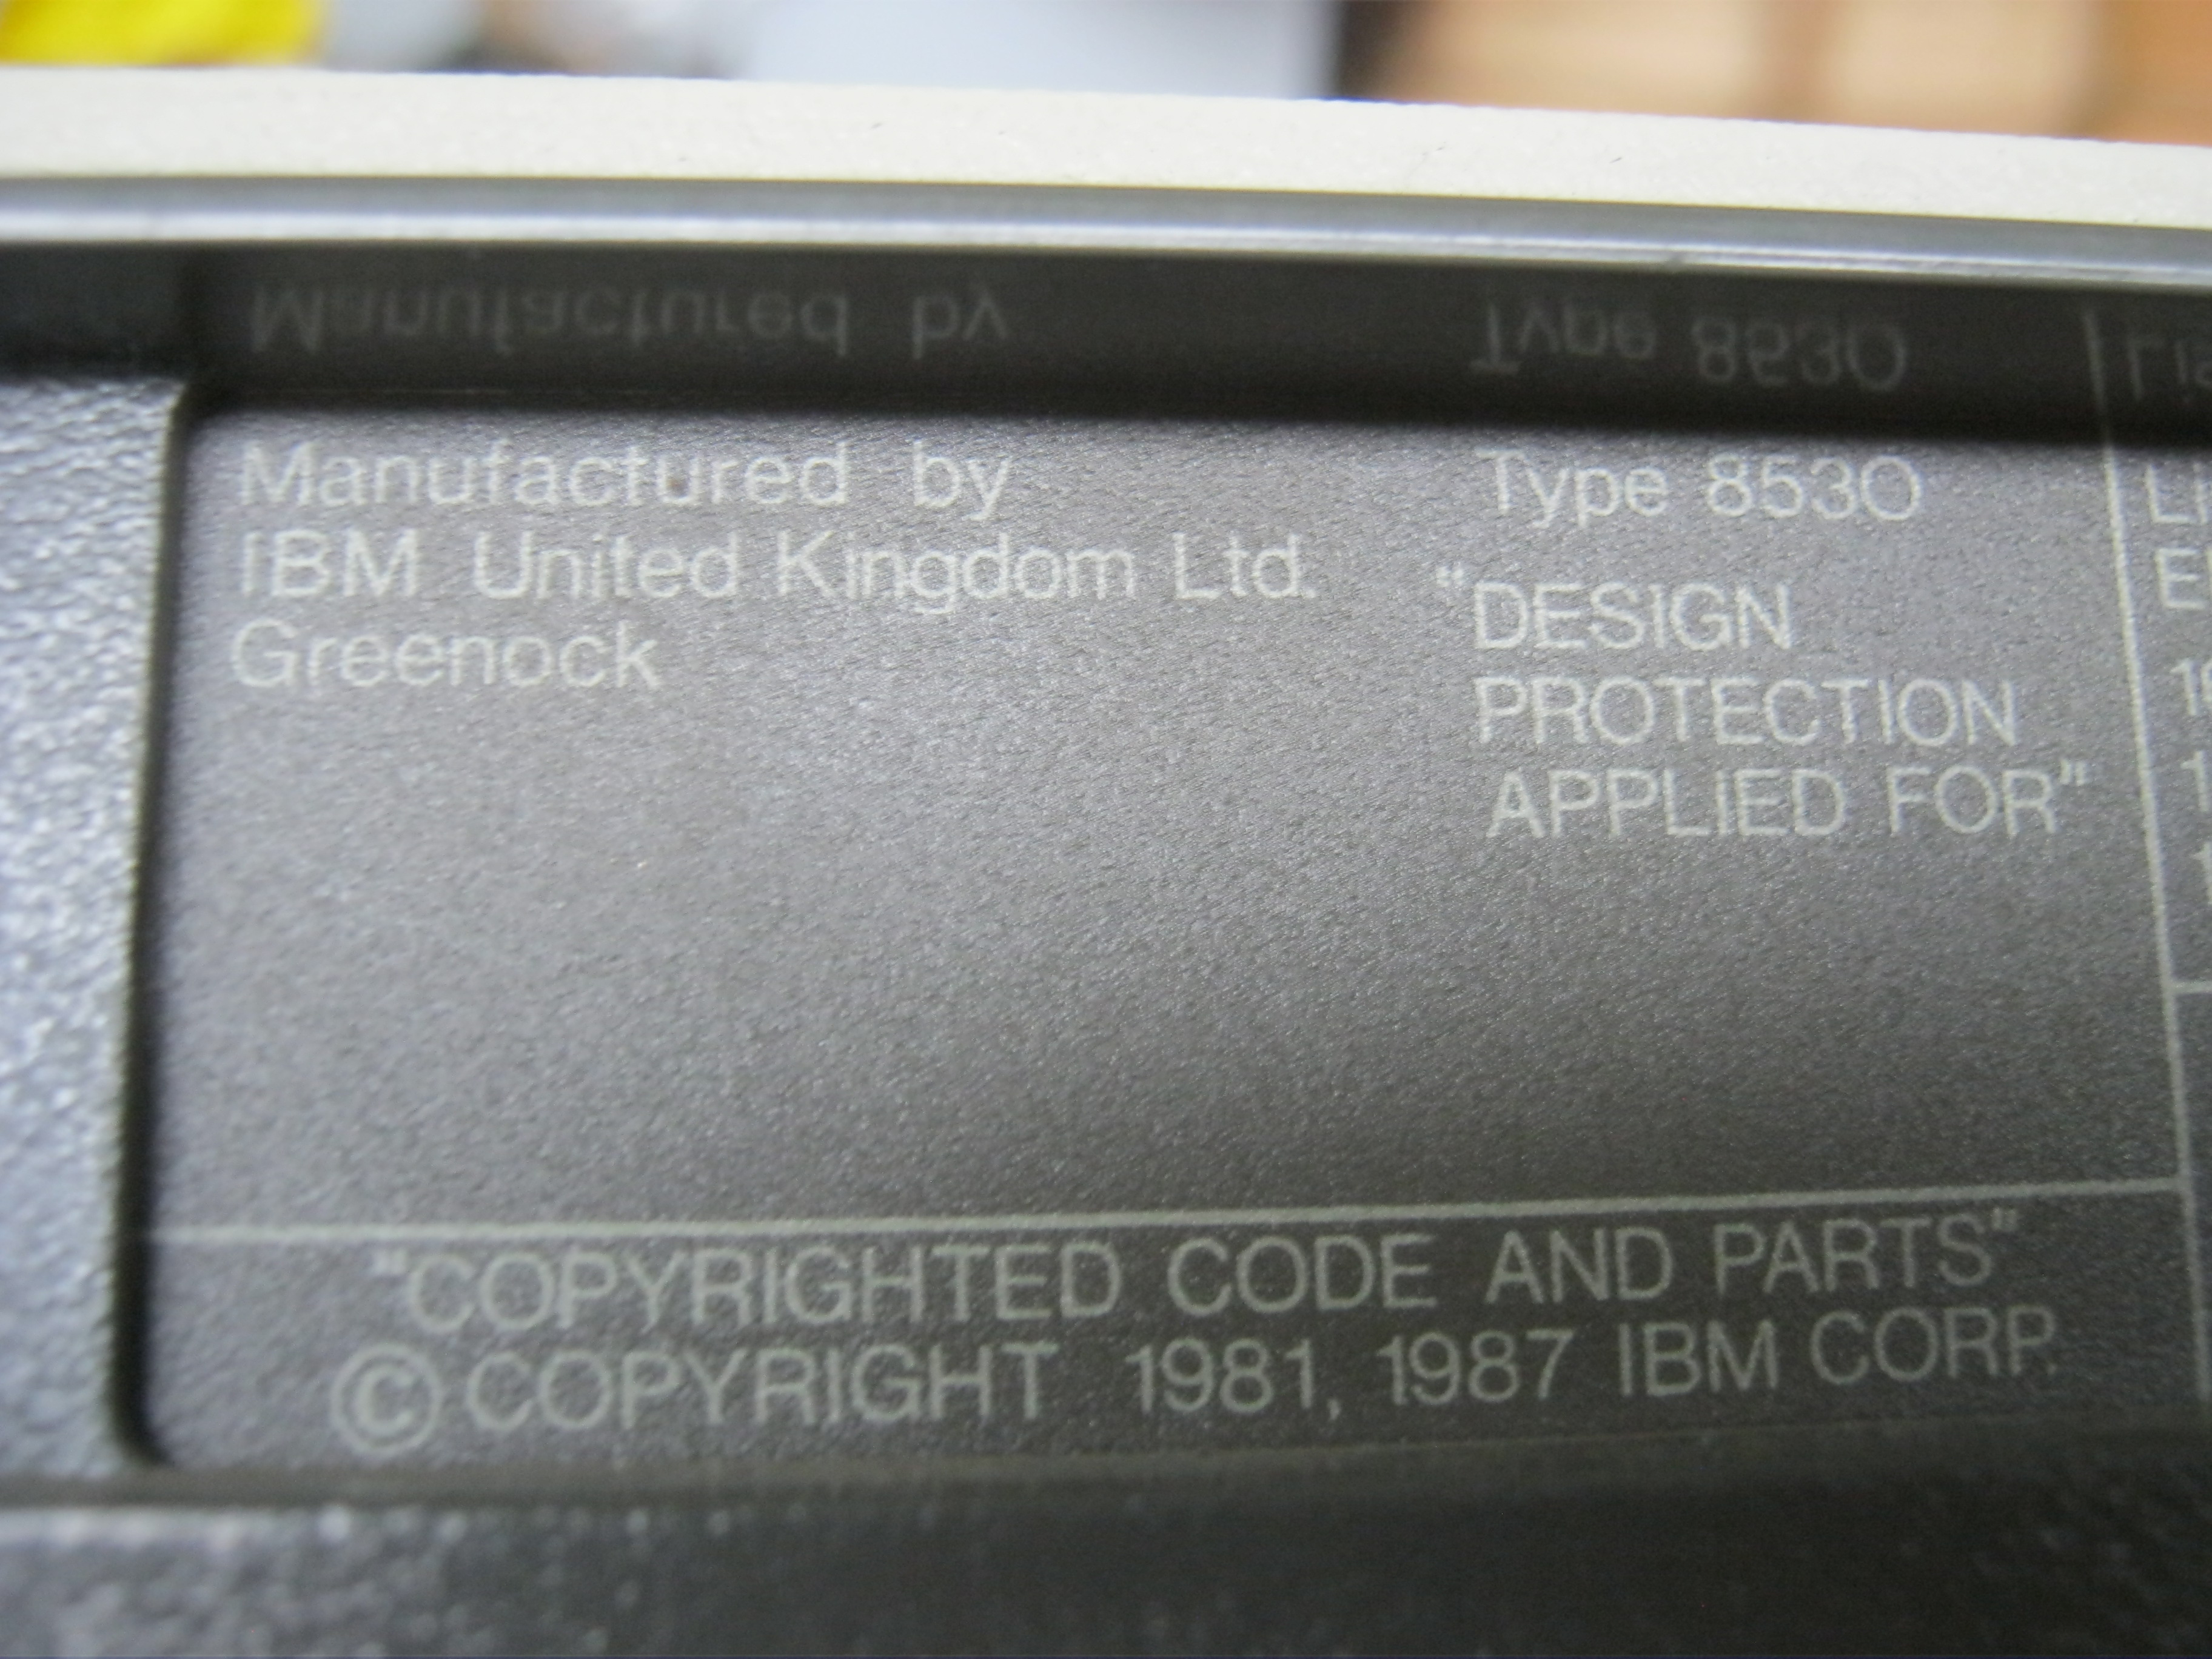 Manufactured by
IBM United Kingdom Ltd.
Greenock
Type 8530
"DESIGN
PROTECTION
APPLIED FOR"
"COPYRIGHTED CODE AND PARTS"
© COPYRIGHT 1981, 1987 IBM CORP.